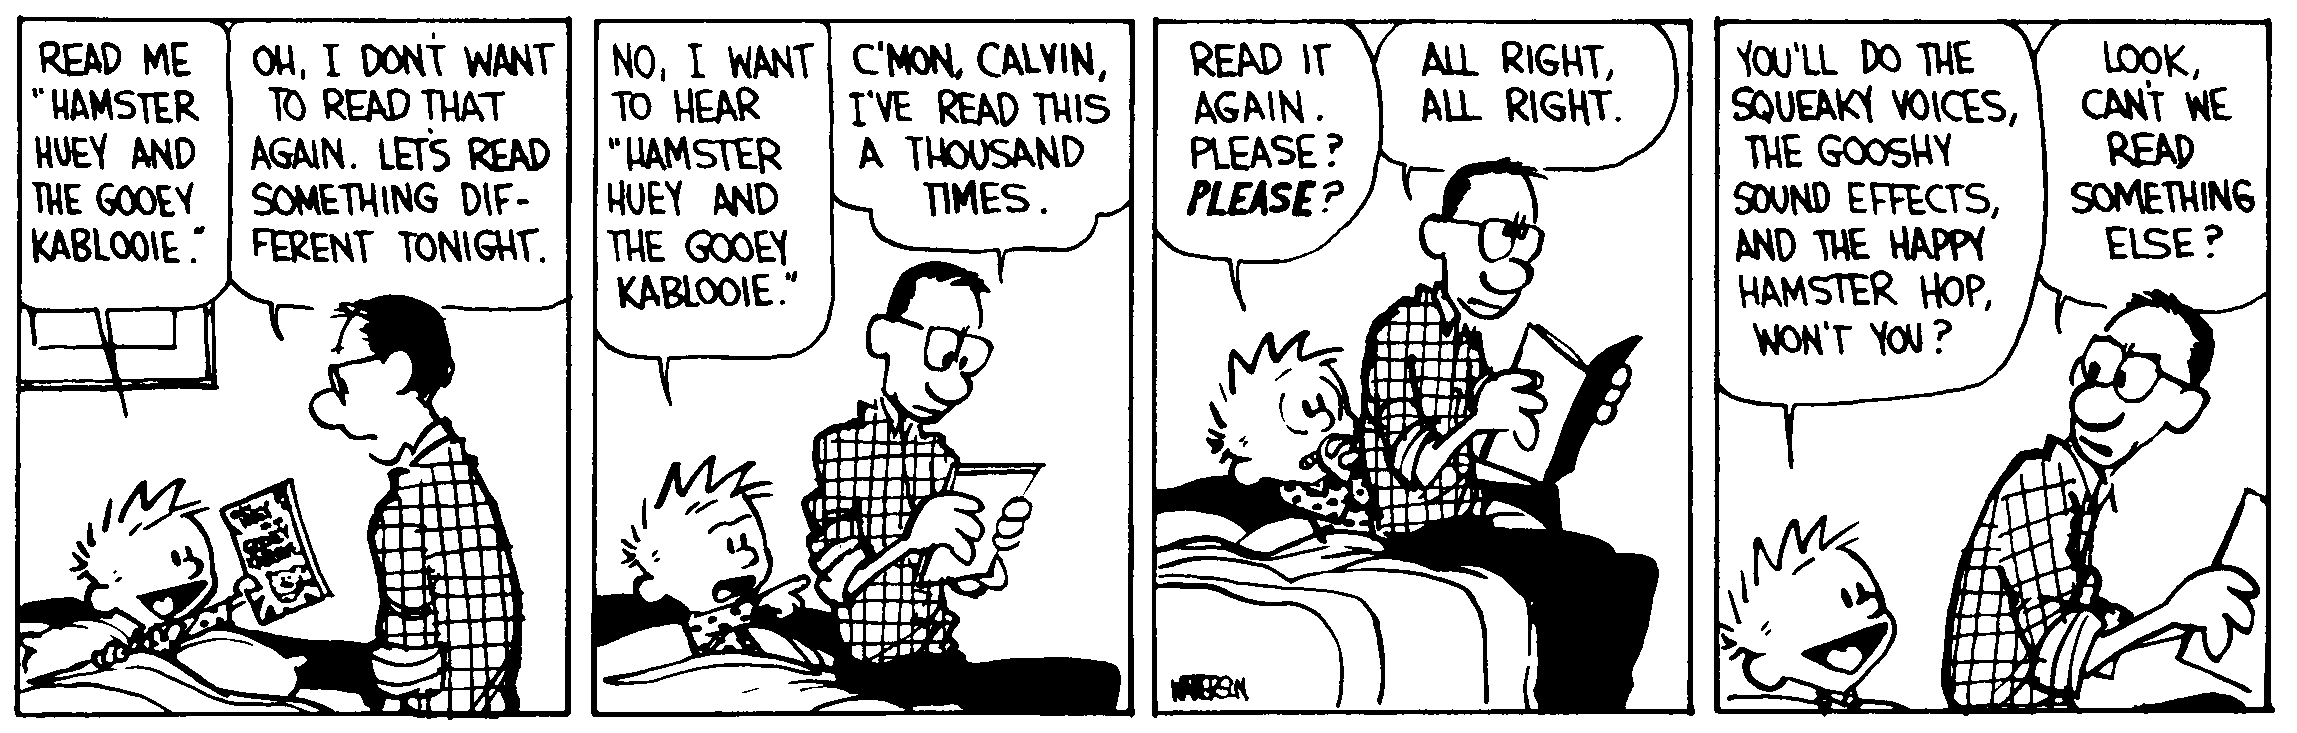 READ ME
"HAMSTER
HUEY AND
THE GOOEY
KABLOOIE."
OH, I DON'T WANT
TO READ THAT
AGAIN. LET'S READ
SOMETHING DIF-
FERENT TONIGHT.
NO, I WANT
TO HEAR
"HAMSTER
HUEY AND
THE GOOEY
KABLOOIE."
C'MON, CALVIN,
I'VE READ THIS
A THOUSAND
TIMES.
READ IT
AGAIN.
PLEASE?
PLEASE?
ALL RIGHT,
ALL RIGHT.
WATTERSON
YOU'LL DO THE
SQUEAKY VOICES,
THE GOOSHY
SOUND EFFECTS,
AND THE HAPPY
HAMSTER HOP,
WON'T YOU?
LOOK,
CAN'T WE
READ
SOMETHING
ELSE?